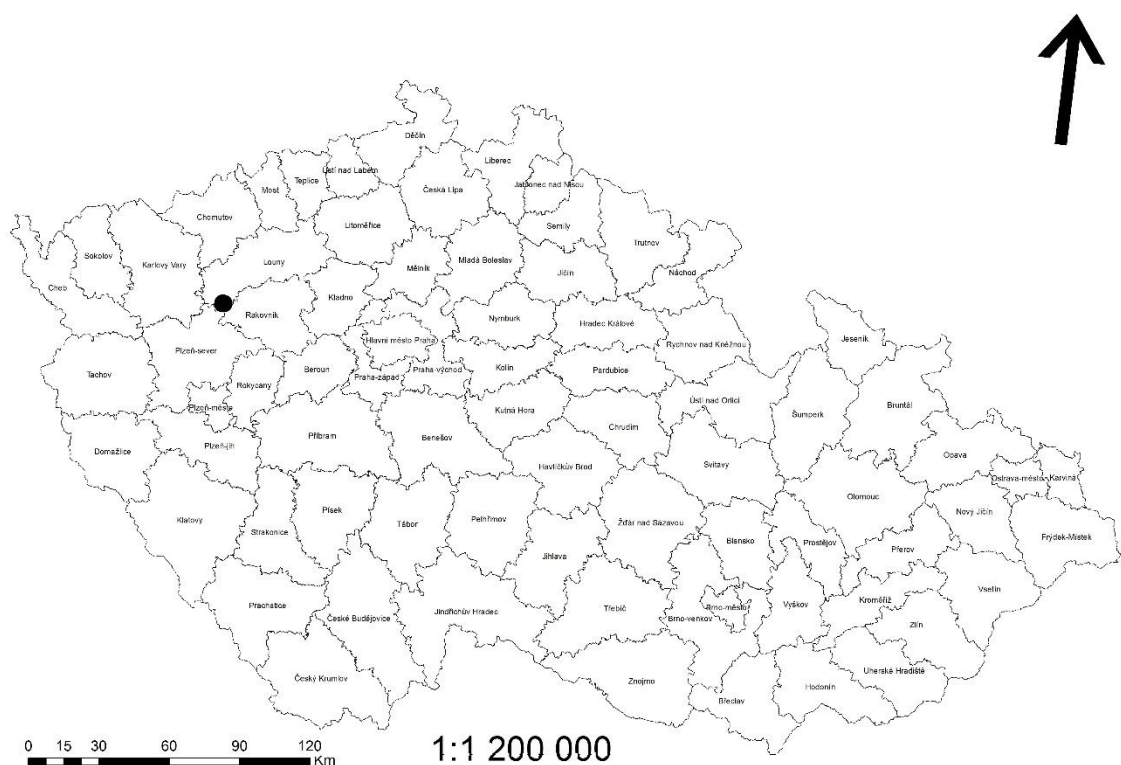 Děčín
Liberec
Ústí nad Labem
Teplice
Most
Česká Lípa
Jablonec nad Nisou
Chomutov
Litoměřice
Semily
Trutnov
Sokolov
Karlovy Vary
Louny
Mělník
Mladá Boleslav
Jičín
Náchod
Cheb
Kladno
Rakovník
Nymburk
Hradec Králové
Hlavní město Praha
Rychnov nad Kněžnou
Jeseník
Plzeň-sever
Tachov
Rokycany
Beroun
Praha-západ
Praha-východ
Kolín
Pardubice
Plzeň-město
Kutná Hora
Ústí nad Orlicí
Šumperk
Bruntál
Chrudim
Domažlice
Plzeň-jih
Příbram
Benešov
Havlíčkův Brod
Svitavy
Opava
Ostrava-město
Karviná
Olomouc
Klatovy
Strakonice
Písek
Tábor
Pelhřimov
Žďár nad Sázavou
Nový Jičín
Jihlava
Blansko
Prostějov
Přerov
Frýdek-Místek
Prachatice
České Budějovice
Jindřichův Hradec
Třebíč
Brno-venkov
Brno-město
Vyškov
Kroměříž
Vsetín
Zlín
Český Krumlov
Znojmo
Břeclav
Hodonín
Uherské Hradiště
0 15 30 60 90 120
Km
1:1 200 000